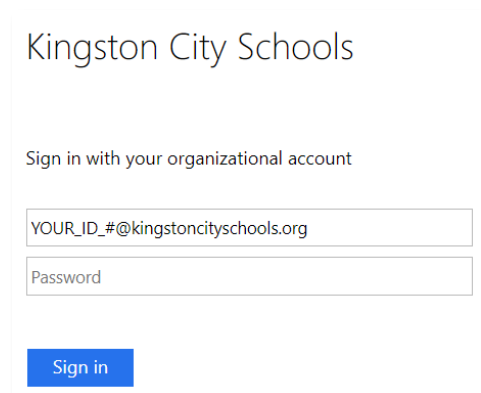 Kingston City Schools
Sign in with your organizational account
YOUR_ID_#@kingstoncityschools.org
Password
Sign in